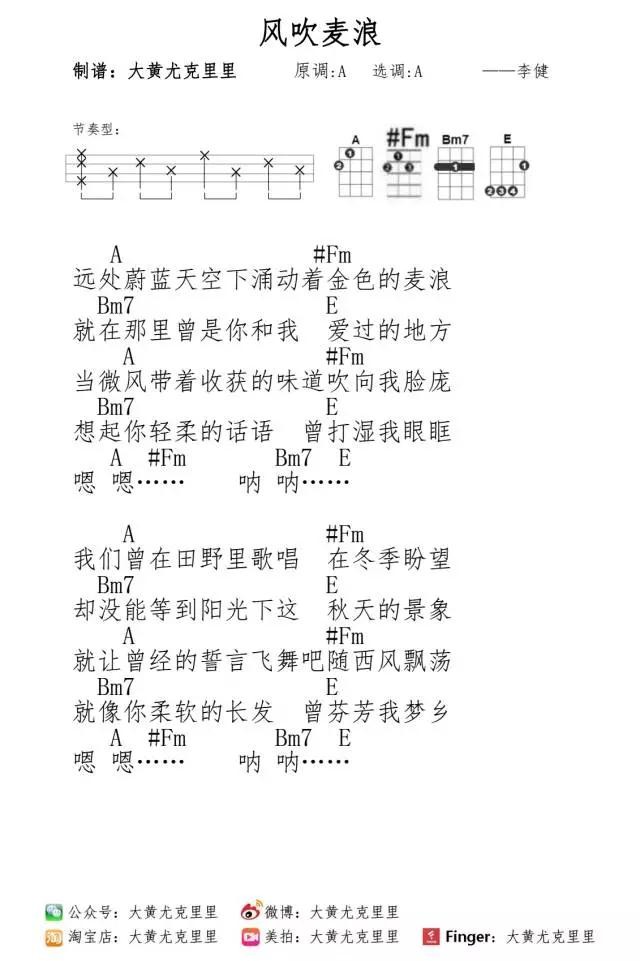 风吹麦浪
制谱：大黄尤克里里 原调:A 选调:A ——李健
节奏型：
A #Fm Bm7 E
1 2
1 2 3
1
1 2 3 4
A #Fm
远处蔚蓝天空下涌动着金色的麦浪
Bm7 E
就在那里曾是你和我 爱过的地方
A #Fm
当微风带着收获的味道吹向我脸庞
Bm7 E
想起你轻柔的话语 曾打湿我眼眶
A #Fm Bm7 E
嗯 嗯…… 呐 呐……
A #Fm
我们曾在田野里歌唱 在冬季盼望
Bm7 E
却没能等到阳光下这 秋天的景象
A #Fm
就让曾经的誓言飞舞吧随西风飘荡
Bm7 E
就像你柔软的长发 曾芬芳我梦乡
A #Fm Bm7 E
嗯 嗯…… 呐 呐……
公众号：大黄尤克里里 微博：大黄尤克里里
淘宝店：大黄尤克里里 美拍：大黄尤克里里 Finger：大黄尤克里里